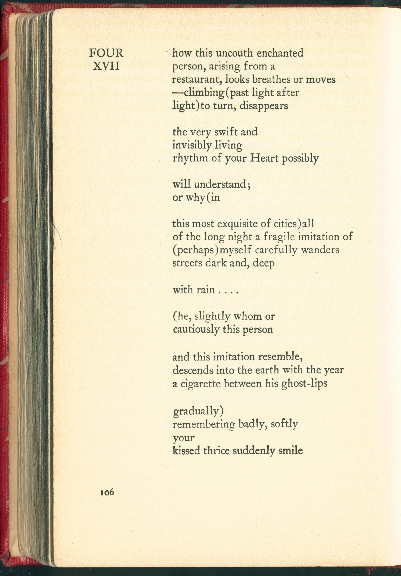 FOUR
XVII
how this uncouth enchanted
person, arising from a
restaurant, looks breathes or moves
—climbing(past light after
light)to turn, disappears
the very swift and
invisibly living
rhythm of your Heart possibly
will understand;
or why(in
this most exquisite of cities)all
of the long night a fragile imitation of
(perhaps)myself carefully wanders
streets dark and, deep
with rain . . . .
(he, slightly whom or
cautiously this person
and this imitation resemble,
descends into the earth with the year
a cigarette between his ghost-lips
gradually)
remembering badly, softly
your
kissed thrice suddenly smile
106